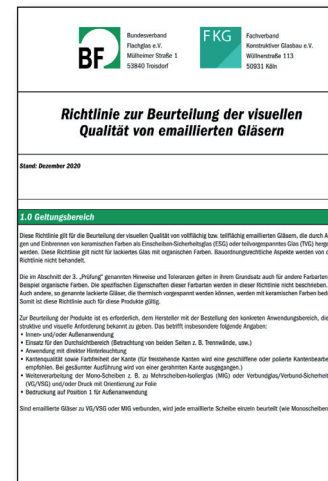 BF
Bundesverband
Flachglas e.V.
Mülheimer Straße 1
53840 Troisdorf
FKG
Fachverband
Konstruktiver Glasbau e.V.
Wüllnerstraße 113
50931 Köln
Richtlinie zur Beurteilung der visuellen
Qualität von emaillierten Gläsern
Stand: Dezember 2020
1.0 Geltungsbereich
Diese Richtlinie gilt für die Beurteilung der visuellen Qualität von vollflächig bzw. teilflächig emaillierten Gläsern, die durch A
gen und Einbrennen von keramischen Farben als Einscheiben-Sicherheitsglas (ESG) oder teilvorgespanntes Glas (TVG) herge
werden. Diese Richtlinie gilt nicht für lackiertes Glas mit organischen Farben. Bauordnungsrechtliche Aspekte werden von d
Richtlinie nicht behandelt.
Die im Abschnitt der 3. „Prüfung" genannten Hinweise und Toleranzen gelten in ihrem Grundsatz auch für andere Farbarten
Beispiel organische Farben. Die spezifischen Eigenschaften dieser Farbarten werden in dieser Richtlinie nicht beschrieben.
Auch andere, so genannte lackierte Gläser, die thermisch vorgespannt werden können, werden mit keramischen Farben bed
Somit ist diese Richtlinie auch für diese Produkte gültig.
Zur Beurteilung der Produkte ist es erforderlich, dem Hersteller mit der Bestellung den konkreten Anwendungsbereich, die
struktive und visuelle Anforderung bekannt zu geben. Das betrifft insbesondere folgende Angaben:
• Innen- und/oder Außenanwendung
• Einsatz für den Durchsichtbereich (Betrachtung von beiden Seiten z. B. Trennwände, usw.)
• Anwendung mit direkter Hinterleuchtung
• Kantenqualität sowie Farbfreiheit der Kante (für freistehende Kanten wird eine geschliffene oder polierte Kantenbearbe
empfohlen. Bei gesäumter Ausführung wird von einer gerahmten Kante ausgegangen.)
• Weiterverarbeitung der Mono-Scheiben z. B. zu Mehrscheiben-Isolierglas (MIG) oder Verbundglas/Verbund-Sicherheit
(VG/VSG) und/oder Druck mit Orientierung zur Folie
• Bedruckung auf Position 1 für Außenanwendung
Sind emaillierte Gläser zu VG/VSG oder MIG verbunden, wird jede emaillierte Scheibe einzeln beurteilt (wie Monoscheiben